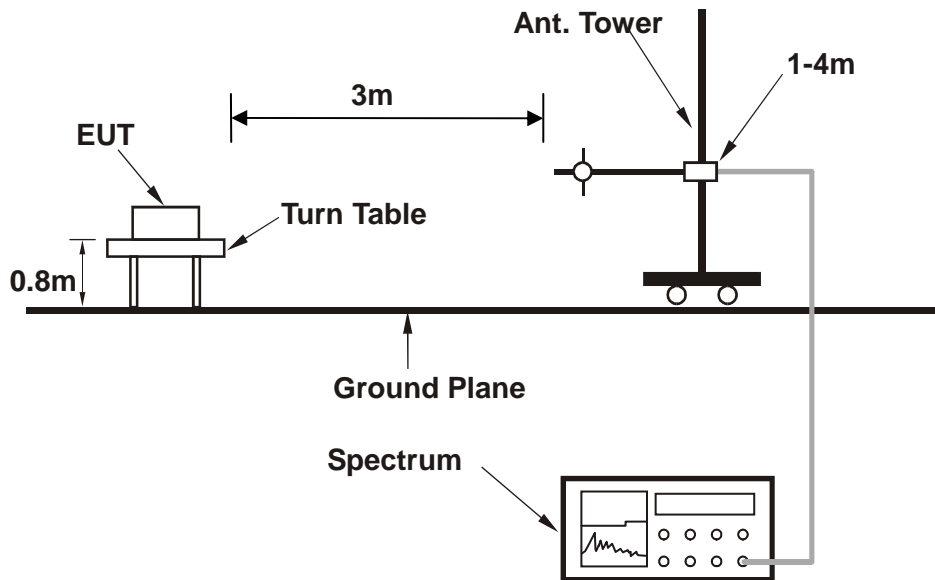 Ant. Tower
1-4m
3m
EUT
Turn Table
0.8m
Ground Plane
Spectrum